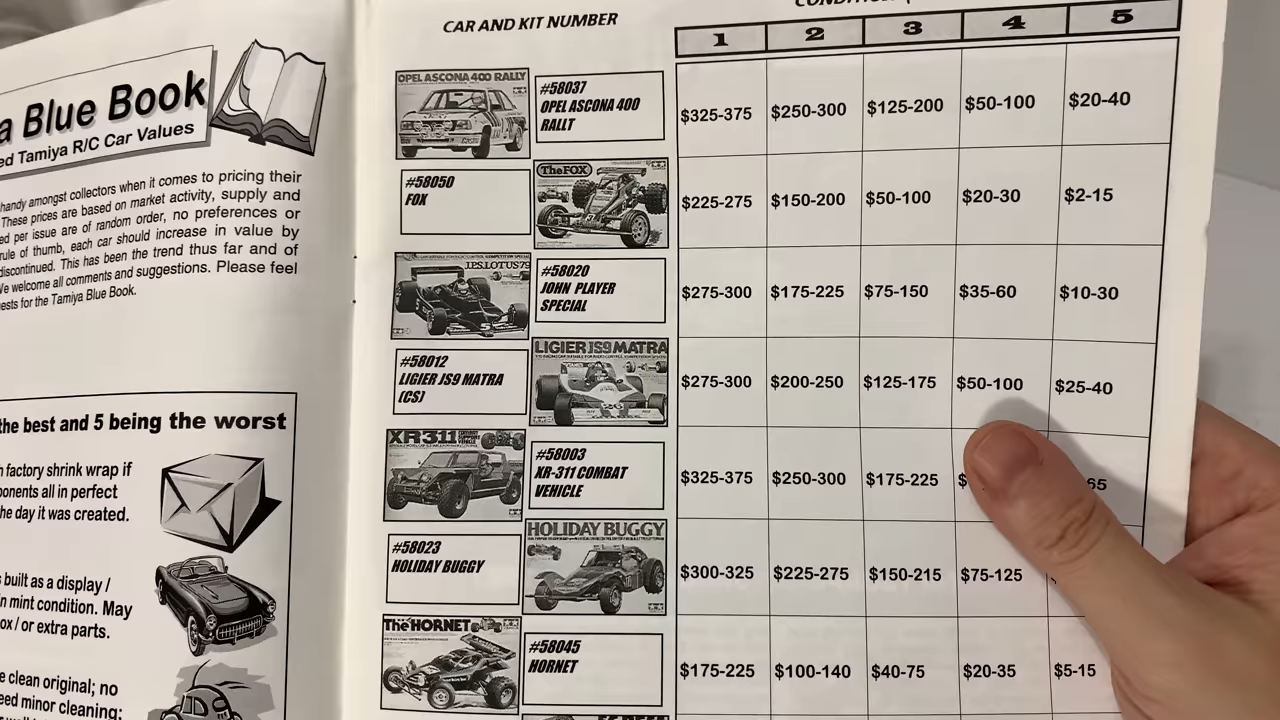 a Blue Book
ed Tamiya R/C Car Values
handy amongst collectors when it comes to pricing their
These prices are based on market activity, supply and
ed per issue are of random order, no preferences or
rule of thumb, each car should increase in value by
discontinued. This has been the trend thus far and of
We welcome all comments and suggestions. Please feel
ests for the Tamiya Blue Book.
the best and 5 being the worst
n factory shrink wrap if
ponents all in perfect
he day it was created.
s built as a display /
in mint condition. May
ox / or extra parts.
e clean original; no
eed minor cleaning;
CAR AND KIT NUMBER
1 2 3 4 5
OPEL ASCONA 400 RALLY
#58037
OPEL ASCONA 400
RALLT
$325-375 $250-300 $125-200 $50-100 $20-40
#58050
FOX
The FOX
$225-275 $150-200 $50-100 $20-30 $2-15
J.P.S. LOTUS 79
#58020
JOHN PLAYER
SPECIAL
$275-300 $175-225 $75-150 $35-60 $10-30
#58012
LIGIER JS9 MATRA
(CS)
LIGIER JS9 MATRA
26
$275-300 $200-250 $125-175 $50-100 $25-40
XR311 COMBAT SUPPORT VEHICLE
#58003
XR-311 COMBAT
VEHICLE
$325-375 $250-300 $175-225 $ 65
#58023
HOLIDAY BUGGY
HOLIDAY BUGGY
$300-325 $225-275 $150-215 $75-125
The HORNET
#58045
HORNET
$175-225 $100-140 $40-75 $20-35 $5-15